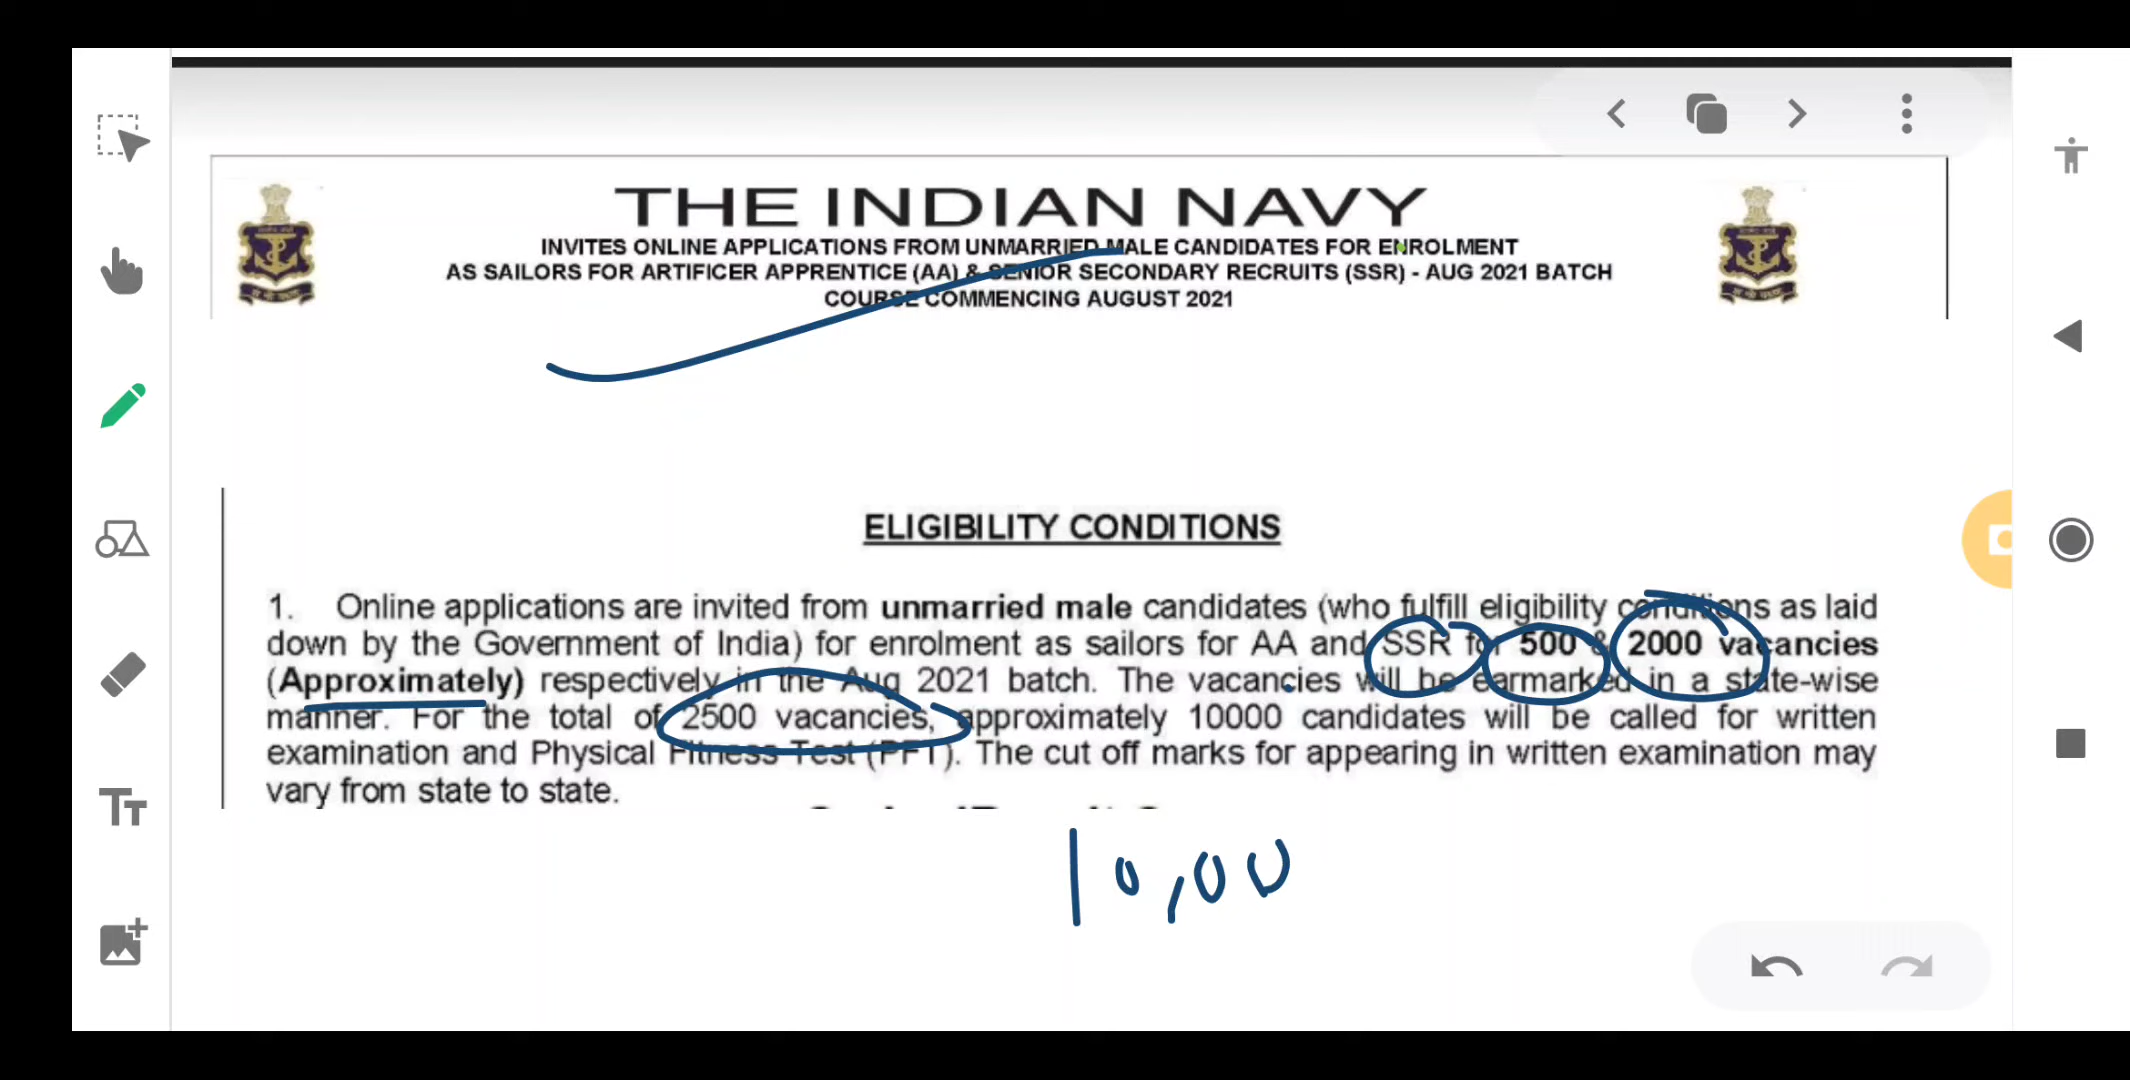 THE INDIAN NAVY
INVITES ONLINE APPLICATIONS FROM UNMARRIED MALE CANDIDATES FOR ENROLMENT
AS SAILORS FOR ARTIFICER APPRENTICE (AA) & SENIOR SECONDARY RECRUITS (SSR) - AUG 2021 BATCH
COURSE COMMENCING AUGUST 2021
ELIGIBILITY CONDITIONS
1. Online applications are invited from unmarried male candidates (who fulfill eligibility conditions as laid
down by the Government of India) for enrolment as sailors for AA and SSR for 500 & 2000 vacancies
(Approximately) respectively in the Aug 2021 batch. The vacancies will be earmarked in a state-wise
manner. For the total of 2500 vacancies, approximately 10000 candidates will be called for written
examination and Physical Fitness Test (PFT). The cut off marks for appearing in written examination may
vary from state to state.
10,00
TT